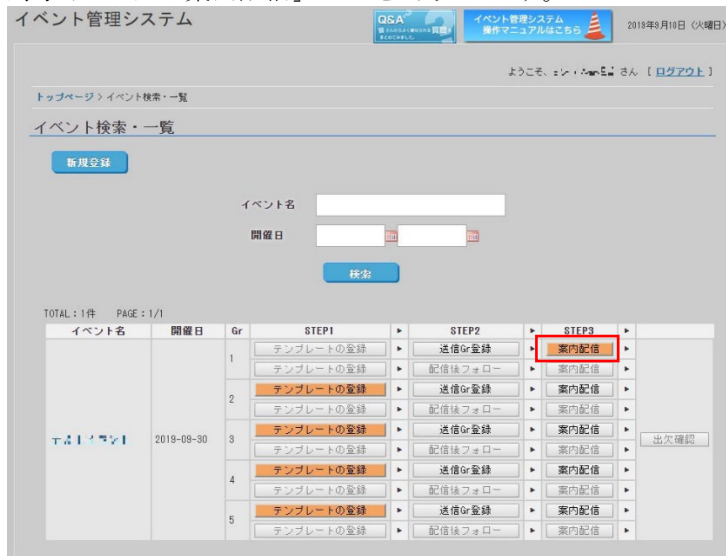 イベント管理システム
Q&A
イベント管理システム
操作マニュアルはこちら
2019年9月10日（火曜日）
ようこそ、 さん [ログアウト]
トップページ > イベント検索・一覧
イベント検索・一覧
新規登録
イベント名
開催日
検索
TOTAL：1件 PAGE：1/1
イベント名 開催日 Gr STEP1 ▶ STEP2 ▶ STEP3 ▶
1 テンプレートの登録 ▶ 送信Gr登録 ▶ 案内配信 ▶
テンプレートの登録 ▶ 配信後フォロー ▶ 案内配信 ▶
2 テンプレートの登録 ▶ 送信Gr登録 ▶ 案内配信 ▶
テンプレートの登録 ▶ 配信後フォロー ▶ 案内配信 ▶
2019-09-30 3 テンプレートの登録 ▶ 送信Gr登録 ▶ 案内配信 ▶ 出欠確認
テンプレートの登録 ▶ 配信後フォロー ▶ 案内配信 ▶
4 テンプレートの登録 ▶ 送信Gr登録 ▶ 案内配信 ▶
テンプレートの登録 ▶ 配信後フォロー ▶ 案内配信 ▶
5 テンプレートの登録 ▶ 送信Gr登録 ▶ 案内配信 ▶
テンプレートの登録 ▶ 配信後フォロー ▶ 案内配信 ▶